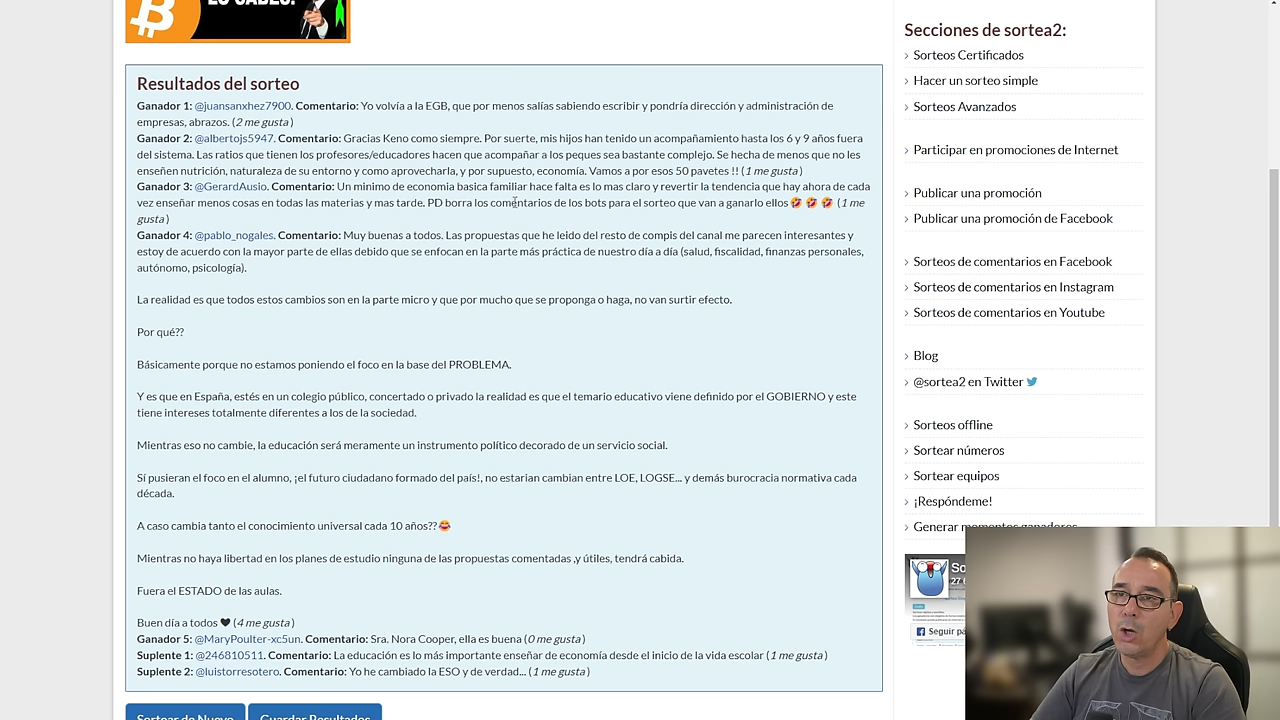 Resultados del sorteo
Ganador 1: @juansanxhez7900. Comentario: Yo volvía a la EGB, que por menos salías sabiendo escribir y pondría dirección y administración de
empresas, abrazos. (2 me gusta )
Ganador 2: @albertojs5947. Comentario: Gracias Keno como siempre. Por suerte, mis hijos han tenido un acompañamiento hasta los 6 y 9 años fuera
del sistema. Las ratios que tienen los profesores/educadores hacen que acompañar a los peques sea bastante complejo. Se hecha de menos que no les
enseñen nutrición, naturaleza de su entorno y como aprovecharla, y por supuesto, economía. Vamos a por esos 50 pavetes !! (1 me gusta )
Ganador 3: @GerardAusio. Comentario: Un minimo de economia basica familiar hace falta es lo mas claro y revertir la tendencia que hay ahora de cada
vez enseñar menos cosas en todas las materias y mas tarde. PD borra los comentarios de los bots para el sorteo que van a ganarlo ellos🤣 🤣 🤣 (1 me
gusta )
Ganador 4: @pablo_nogales. Comentario: Muy buenas a todos. Las propuestas que he leido del resto de compis del canal me parecen interesantes y
estoy de acuerdo con la mayor parte de ellas debido que se enfocan en la parte más práctica de nuestro día a día (salud, fiscalidad, finanzas personales,
autónomo, psicología).
La realidad es que todos estos cambios son en la parte micro y que por mucho que se proponga o haga, no van surtir efecto.
Por qué??
Básicamente porque no estamos poniendo el foco en la base del PROBLEMA.
Y es que en España, estés en un colegio público, concertado o privado la realidad es que el temario educativo viene definido por el GOBIERNO y este
tiene intereses totalmente diferentes a los de la sociedad.
Mientras eso no cambie, la educación será meramente un instrumento político decorado de un servicio social.
Sí pusieran el foco en el alumno, ¡el futuro ciudadano formado del país!, no estarian cambian entre LOE, LOGSE... y demás burocracia normativa cada
década.
A caso cambia tanto el conocimiento universal cada 10 años??😂
Mientras no haya libertad en los planes de estudio ninguna de las propuestas comentadas ,y útiles, tendrá cabida.
Fuera el ESTADO de las aulas.
Buen día a todos🖤 (4 me gusta )
Ganador 5: @MaryPoulter-xc5un. Comentario: Sra. Nora Cooper, ella es buena (0 me gusta )
Suplente 1: @246810511. Comentario: La educación es lo más importante enseñar de economía desde el inicio de la vida escolar (1 me gusta )
Suplente 2: @luistorresotero. Comentario: Yo he cambiado la ESO y de verdad... (1 me gusta )
Sortear de Nuevo
Guardar Resultados
Secciones de sortea2:
Sorteos Certificados
Hacer un sorteo simple
Sorteos Avanzados
Participar en promociones de Internet
Publicar una promoción
Publicar una promoción de Facebook
Sorteos de comentarios en Facebook
Sorteos de comentarios en Instagram
Sorteos de comentarios en Youtube
Blog
@sortea2 en Twitter
Sorteos offline
Sortear números
Sortear equipos
¡Respóndeme!
Generar momentos ganadores
So
Seguir